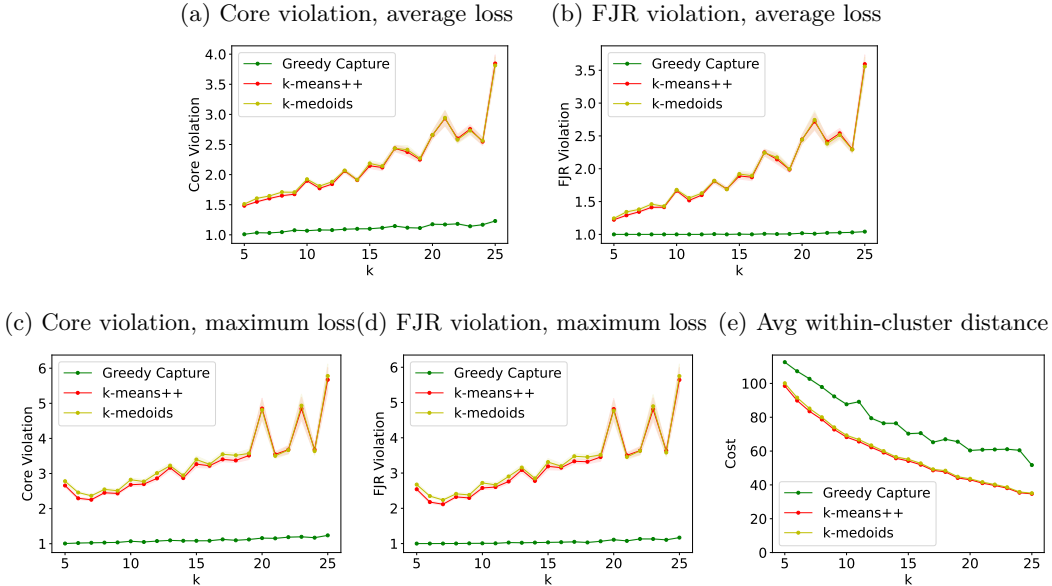 (a) Core violation, average loss
(b) FJR violation, average loss
Core Violation
4.0
3.5
3.0
2.5
2.0
1.5
1.0
Greedy Capture
k-means++
k-medoids
5 10 15 20 25
k
FJR Violation
3.5
3.0
2.5
2.0
1.5
1.0
Greedy Capture
k-means++
k-medoids
5 10 15 20 25
k
(c) Core violation, maximum loss
(d) FJR violation, maximum loss
(e) Avg within-cluster distance
Core Violation
6
5
4
3
2
1
Greedy Capture
k-means++
k-medoids
5 10 15 20 25
k
FJR Violation
6
5
4
3
2
1
Greedy Capture
k-means++
k-medoids
5 10 15 20 25
k
Cost
100
80
60
40
20
0
Greedy Capture
k-means++
k-medoids
5 10 15 20 25
k